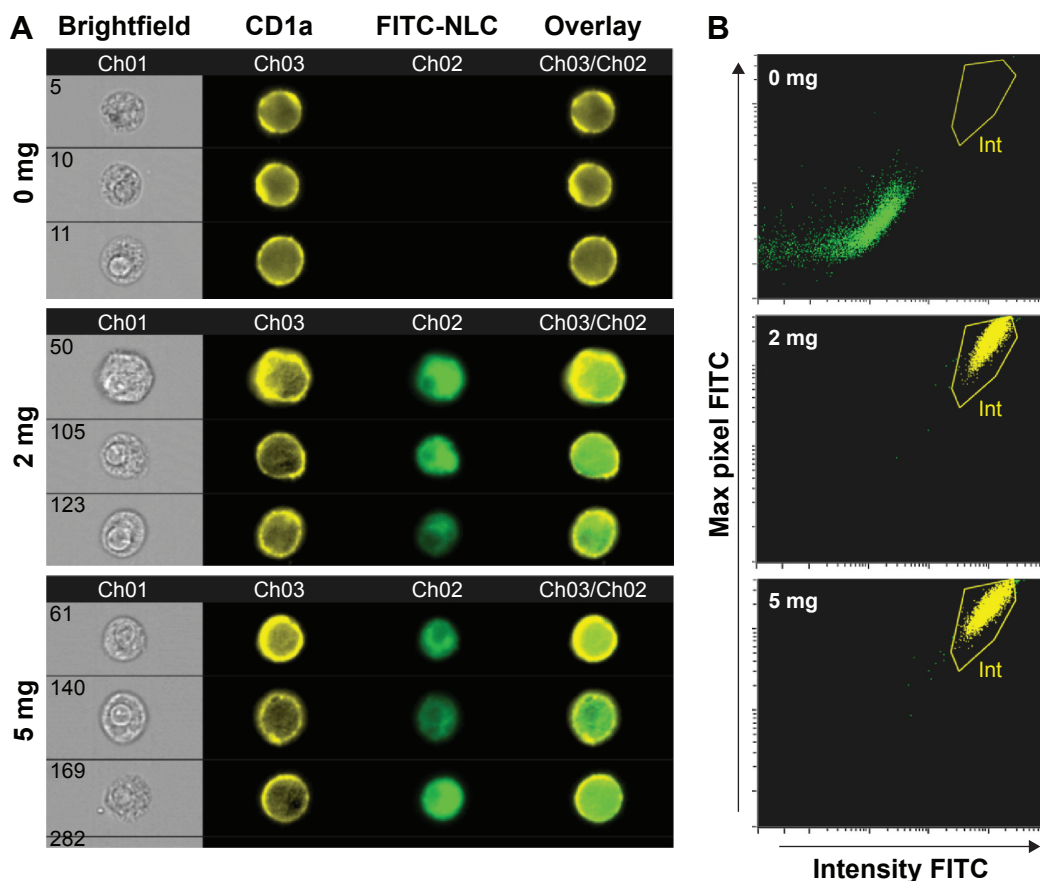 A
Brightfield CD1a FITC-NLC Overlay
0 mg
Ch01 Ch03 Ch02 Ch03/Ch02
5
10
11
2 mg
Ch01 Ch03 Ch02 Ch03/Ch02
50
105
123
5 mg
Ch01 Ch03 Ch02 Ch03/Ch02
61
140
169
282
B
Max pixel FITC
0 mg
Int
2 mg
Int
5 mg
Int
Intensity FITC